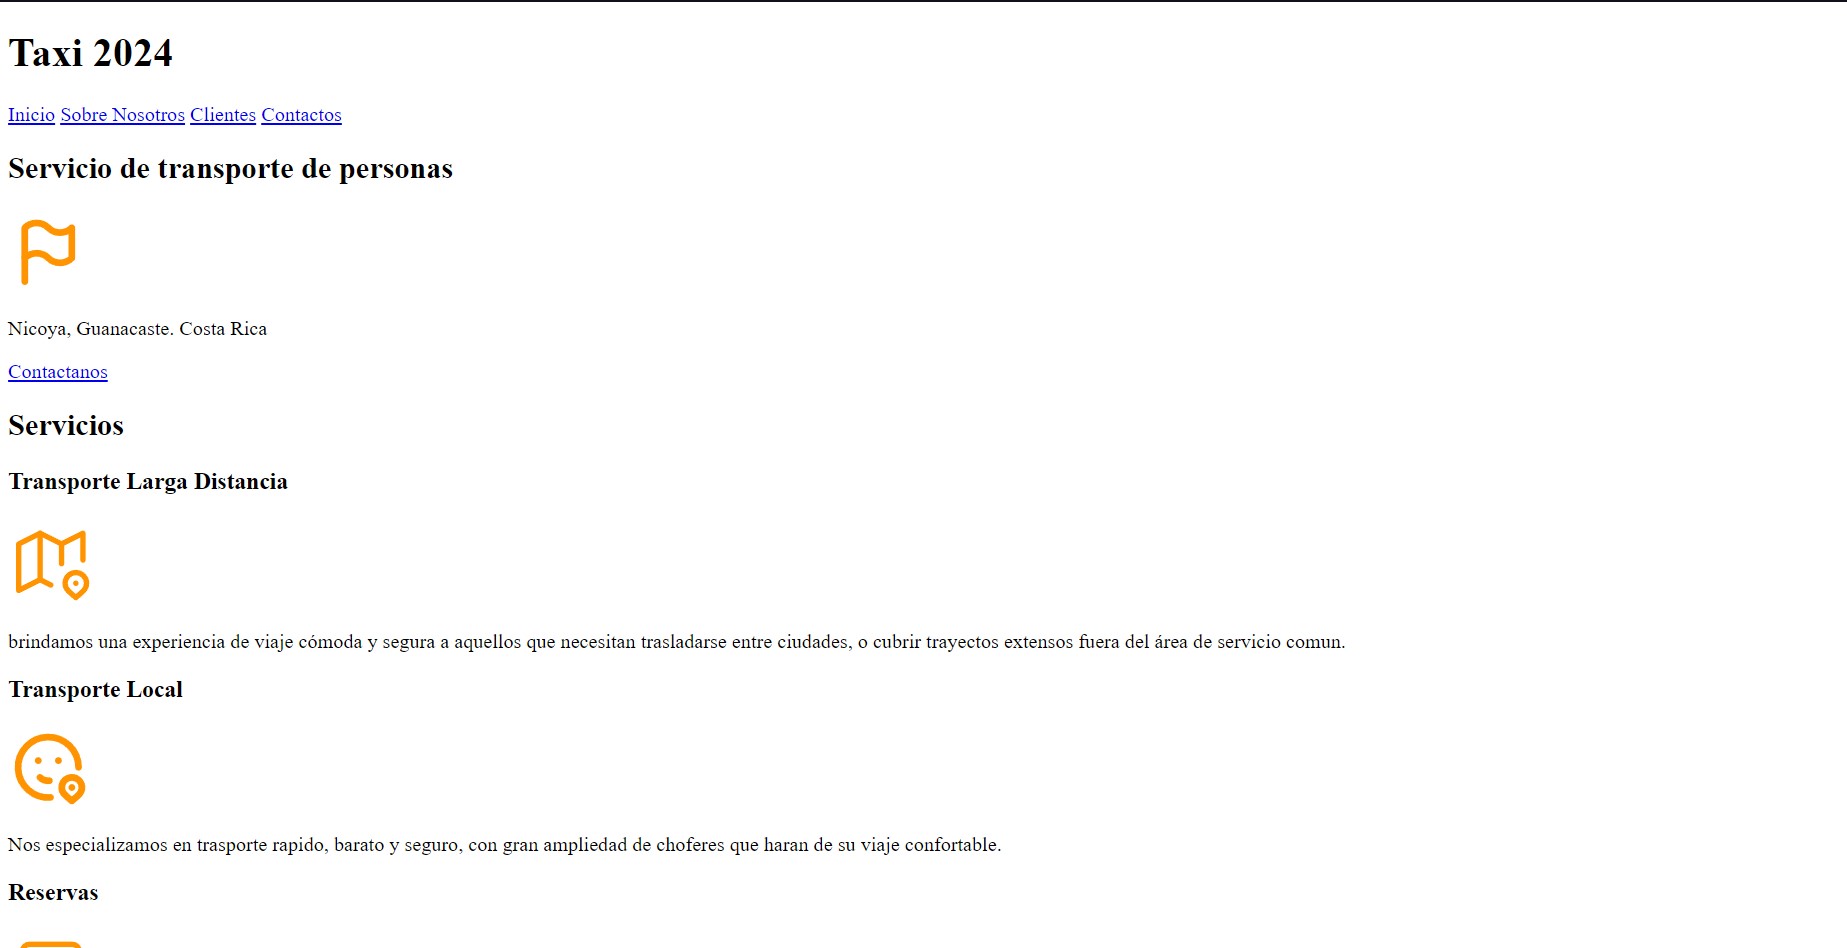 Taxi 2024
Inicio Sobre Nosotros Clientes Contactos
Servicio de transporte de personas
Nicoya, Guanacaste. Costa Rica
Contactanos
Servicios
Transporte Larga Distancia
brindamos una experiencia de viaje cómoda y segura a aquellos que necesitan trasladarse entre ciudades, o cubrir trayectos extensos fuera del área de servicio comun.
Transporte Local
Nos especializamos en trasporte rapido, barato y seguro, con gran ampliedad de choferes que haran de su viaje confortable.
Reservas